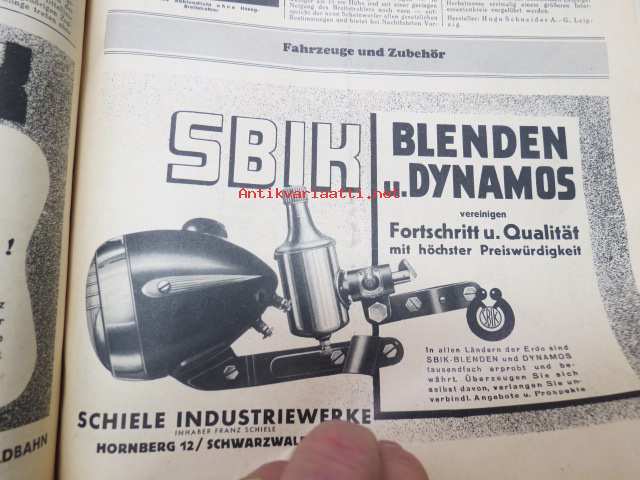 Fahrzeuge und Zubehör
SBIK
BLENDEN
u. DYNAMOS
vereinigen
Fortschritt u. Qualität
mit höchster Preiswürdigkeit
Antikvariaatti.net
SBIK
In allen Ländern der Erde sind
SBIK-BLENDEN und DYNAMOS
tausendfach erprobt und be-
währt. Überzeugen Sie sich
selbst davon, verlangen Sie un-
verbindl. Angebote u. Prospekte
SCHIELE INDUSTRIEWERKE
INHABER FRANZ SCHIELE
HORNBERG 12/ SCHWARZWAL
!
LDBAHN
Hersteller: Hugo Schneider A.-G., Leip-
zig.